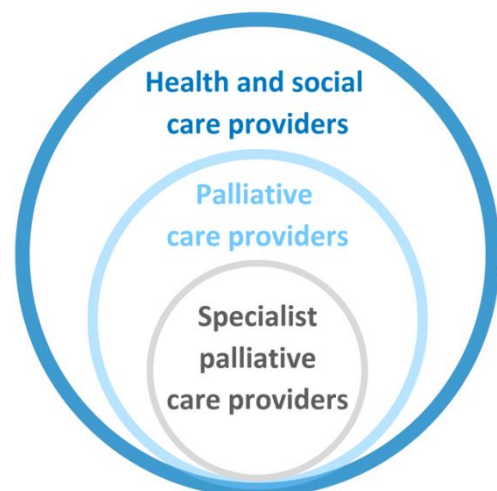 Health and social
care providers
Palliative
care providers
Specialist
palliative
care providers